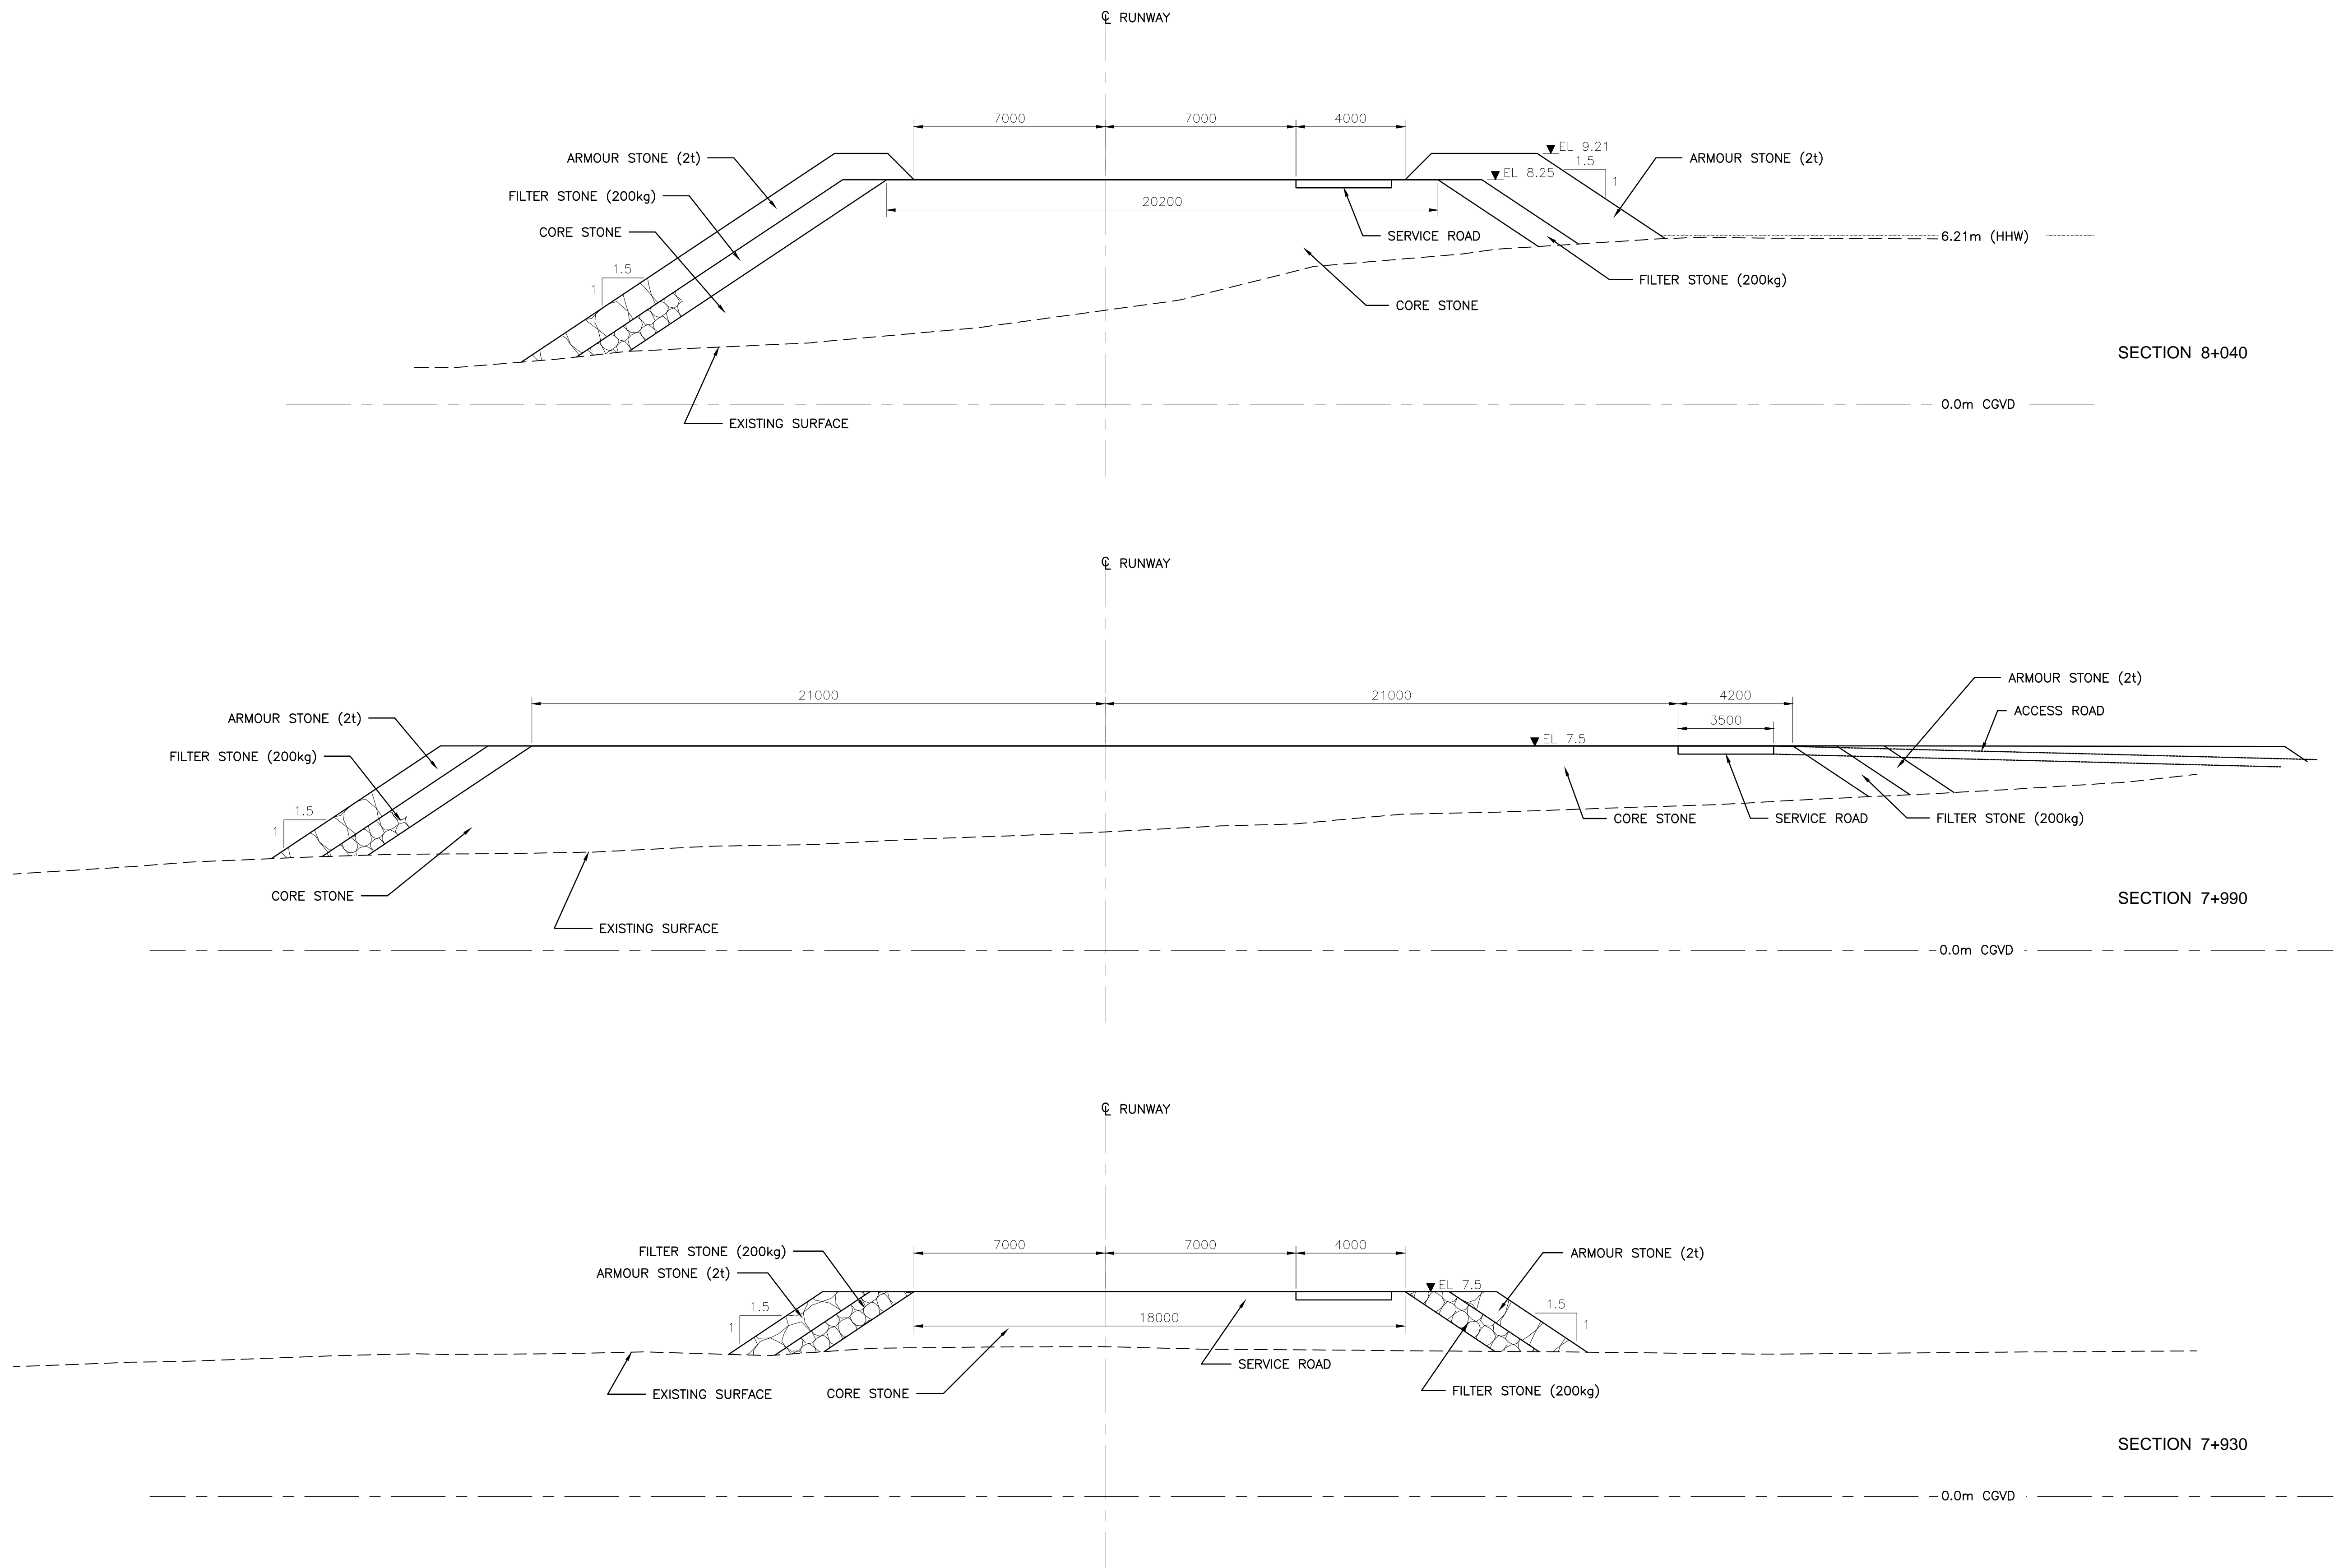 ℄ RUNWAY
7000
7000
4000
EL 9.21
ARMOUR STONE (2t)
1.5
ARMOUR STONE (2t)
EL 8.25
1
FILTER STONE (200kg)
20200
CORE STONE
SERVICE ROAD
6.21m (HHW)
1.5
FILTER STONE (200kg)
1
CORE STONE
SECTION 8+040
0.0m CGVD
EXISTING SURFACE
℄ RUNWAY
ARMOUR STONE (2t)
21000
21000
4200
ACCESS ROAD
ARMOUR STONE (2t)
3500
EL 7.5
FILTER STONE (200kg)
1.5
CORE STONE
SERVICE ROAD
FILTER STONE (200kg)
1
CORE STONE
SECTION 7+990
EXISTING SURFACE
0.0m CGVD
℄ RUNWAY
7000
7000
4000
FILTER STONE (200kg)
ARMOUR STONE (2t)
ARMOUR STONE (2t)
EL 7.5
1.5
1.5
18000
1
1
SERVICE ROAD
FILTER STONE (200kg)
EXISTING SURFACE
CORE STONE
SECTION 7+930
0.0m CGVD